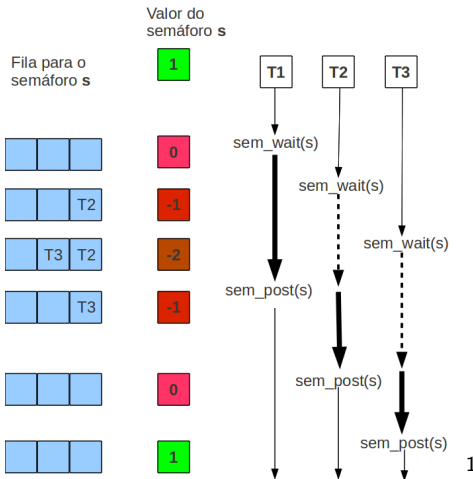 Valor do
semáforo s
Fila para o
semáforo s
1
T1
T2
T3
sem_wait(s)
0
sem_wait(s)
T2
-1
sem_wait(s)
T3 T2
-2
sem_post(s)
T3
-1
sem_post(s)
0
sem_post(s)
1
1